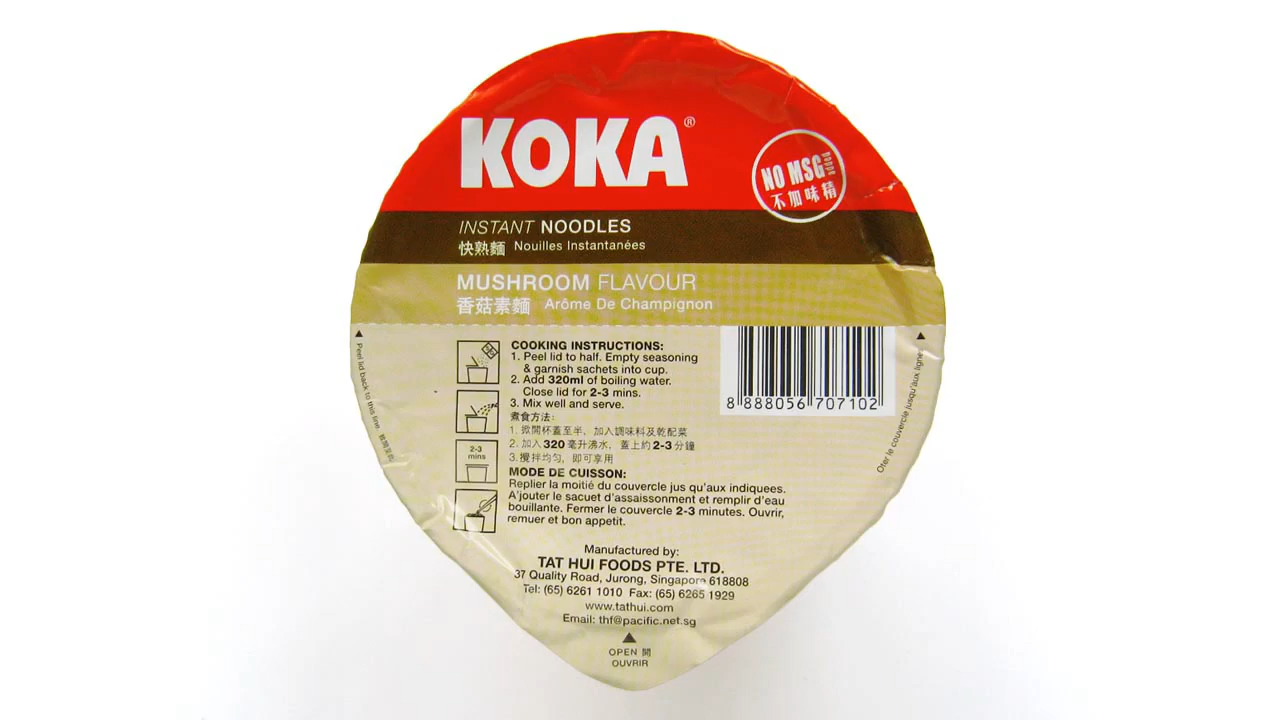 KOKA®
NO MSG added
不加味精
INSTANT NOODLES
快熟麵 Nouilles Instantanées
MUSHROOM FLAVOUR
香菇素麵 Arôme De Champignon
Peel lid back to this line
COOKING INSTRUCTIONS:
1. Peel lid to half. Empty seasoning
& garnish sachets into cup.
2. Add 320ml of boiling water.
Close lid for 2-3 mins.
3. Mix well and serve.
煮食方法:
1. 掀開杯蓋至半, 加入調味料及乾配菜
2. 加入 320 毫升沸水, 蓋上約 2-3 分鐘
3. 攪拌均勻, 即可享用
2-3
mins
MODE DE CUISSON:
Replier la moitié du couvercle jus qu'aux indiquees.
A'jouter le sacuet d'assaissonment et remplir d'eau
bouillante. Fermer le couvercle 2-3 minutes. Ouvrir,
remuer et bon appetit.
8 888056 707102
Oter le couvercle jusqu'aux lignes
Manufactured by:
TAT HUI FOODS PTE. LTD.
37 Quality Road, Jurong, Singapore 618808
Tel: (65) 6261 1010 Fax: (65) 6265 1929
www.tathui.com
Email: thf@pacific.net.sg
OPEN 開
OUVRIR